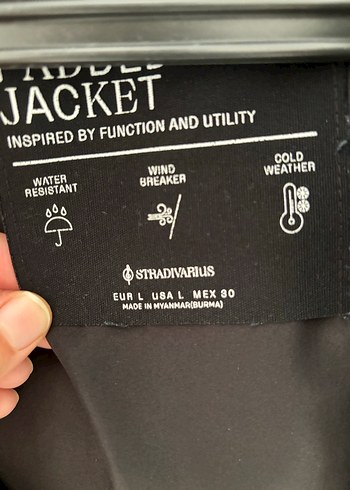 PADDED
JACKET
INSPIRED BY FUNCTION AND UTILITY
WATER
RESISTANT
WIND
BREAKER
COLD
WEATHER
STRADIVARIUS
EUR L USA L MEX 30
MADE IN MYANMAR(BURMA)